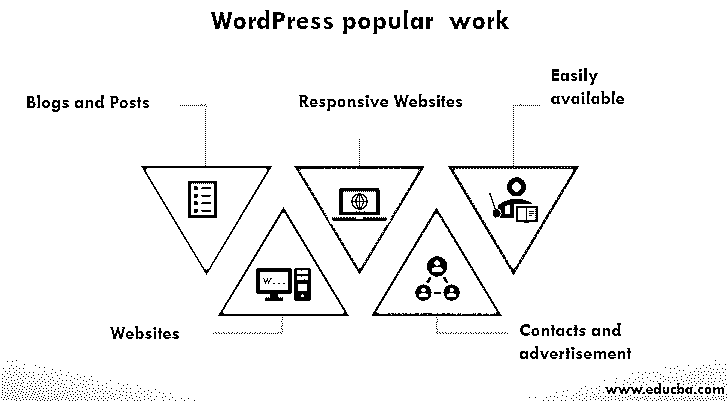 WordPress popular work
Easily
available
Blogs and Posts
Responsive Websites
W...
Websites
Contacts and
advertisement
www.educba.com